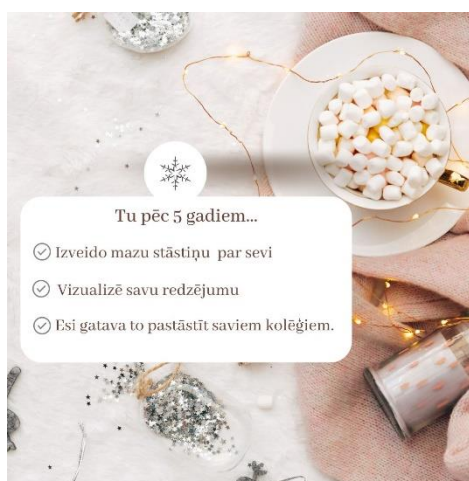 Tu pēc 5 gadiem...
Izveido mazu stāstiņu par sevi
Vizualizē savu redzējumu
Esi gatava to pastāstīt saviem kolēģiem.